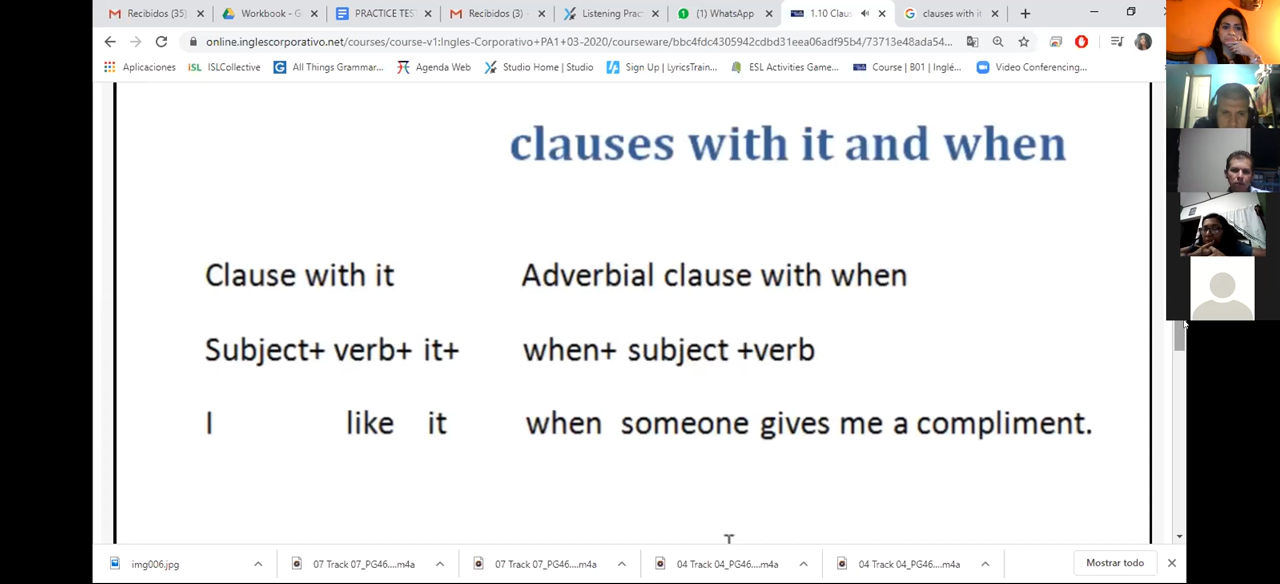 Recibidos (35)
Workbook - G
PRACTICE TES
Recibidos (3)
Listening Prac
(1) WhatsApp
1.10 Claus
clauses with it
online.inglescorporativo.net/courses/course-v1:Ingles-Corporativo+PA1+03-2020/courseware/bbc4fdc4305942cdbd31eea06adf95b4/73713e48ada54...
Aplicaciones
ISL ISLCollective
All Things Grammar...
Agenda Web
Studio Home | Studio
Sign Up | LyricsTrain...
ESL Activities Game...
Course | B01 | Inglé...
Video Conferencing...
clauses with it and when
Clause with it Adverbial clause with when
Subject+ verb+ it+ when+ subject +verb
I like it when someone gives me a compliment.
img006.jpg
07 Track 07_PG46....m4a
07 Track 07_PG46....m4a
04 Track 04_PG46....m4a
04 Track 04_PG46....m4a
Mostrar todo